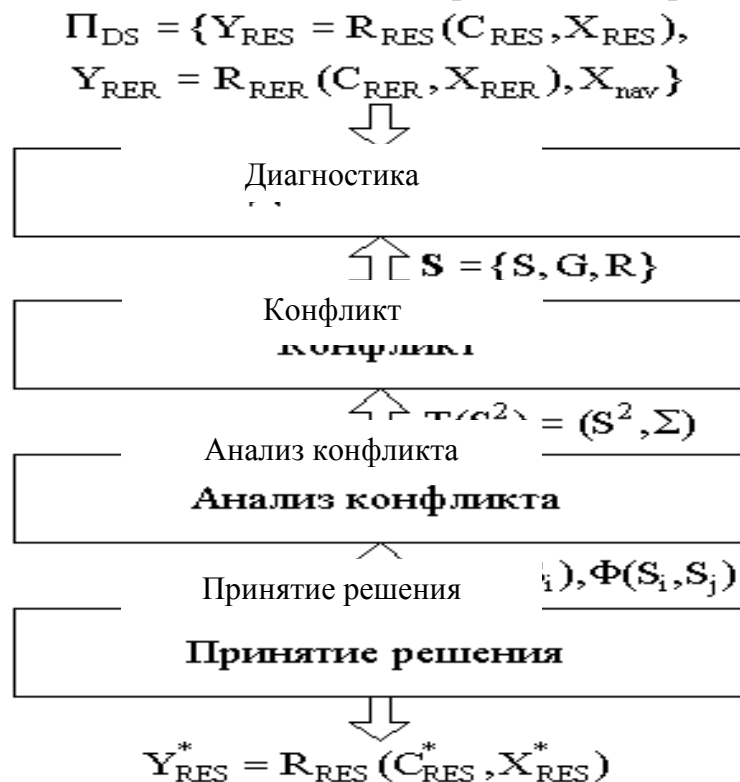 Π_DS = {Y_RES = R_RES(C_RES, X_RES),
Y_RER = R_RER(C_RER, X_RER), X_nav}
Диагностика
S = {S, G, R}
Конфликт
Конфликт
T(S²) = (S², Σ)
Анализ конфликта
Анализ конфликта
), Φ(S_i, S_j)
Принятие решения
Принятие решения
Y*_RES = R_RES(C*_RES, X*_RES)